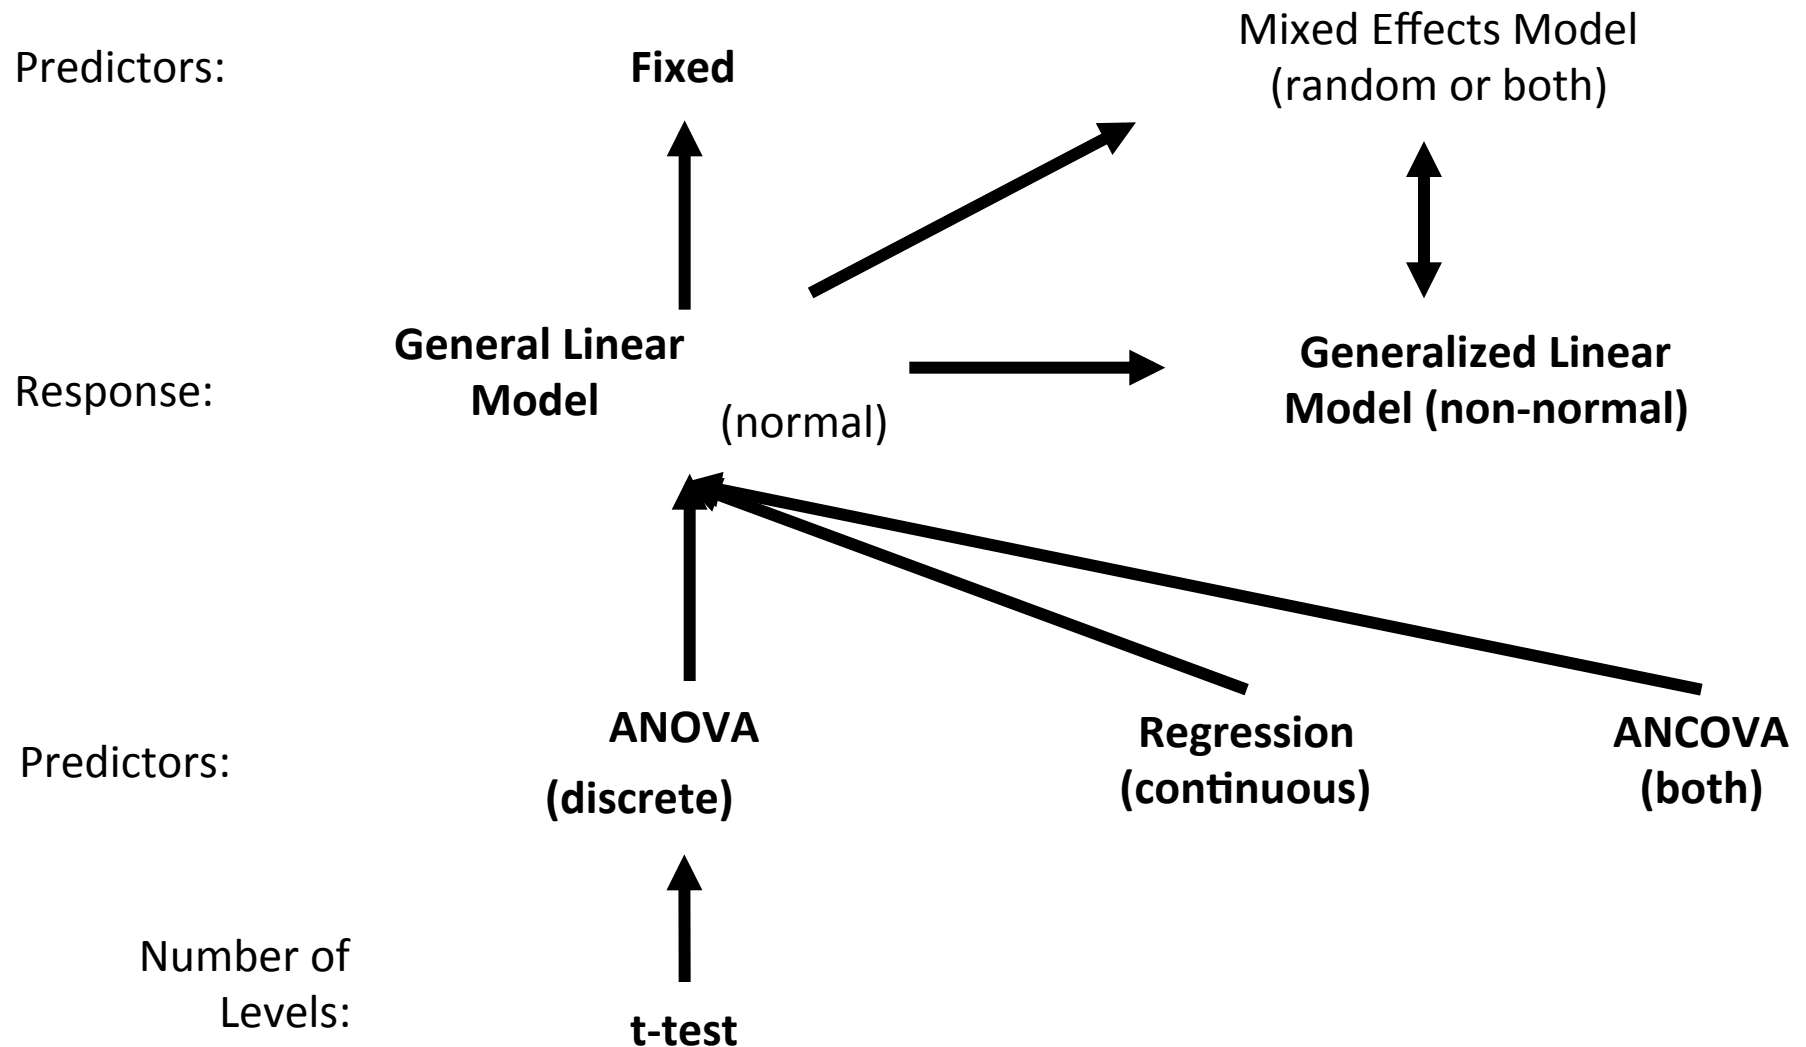 Predictors:
Fixed
Mixed Effects Model
(random or both)
Response:
General Linear
Model
(normal)
Generalized Linear
Model (non-normal)
Predictors:
ANOVA
(discrete)
Regression
(continuous)
ANCOVA
(both)
Number of
Levels:
t-test